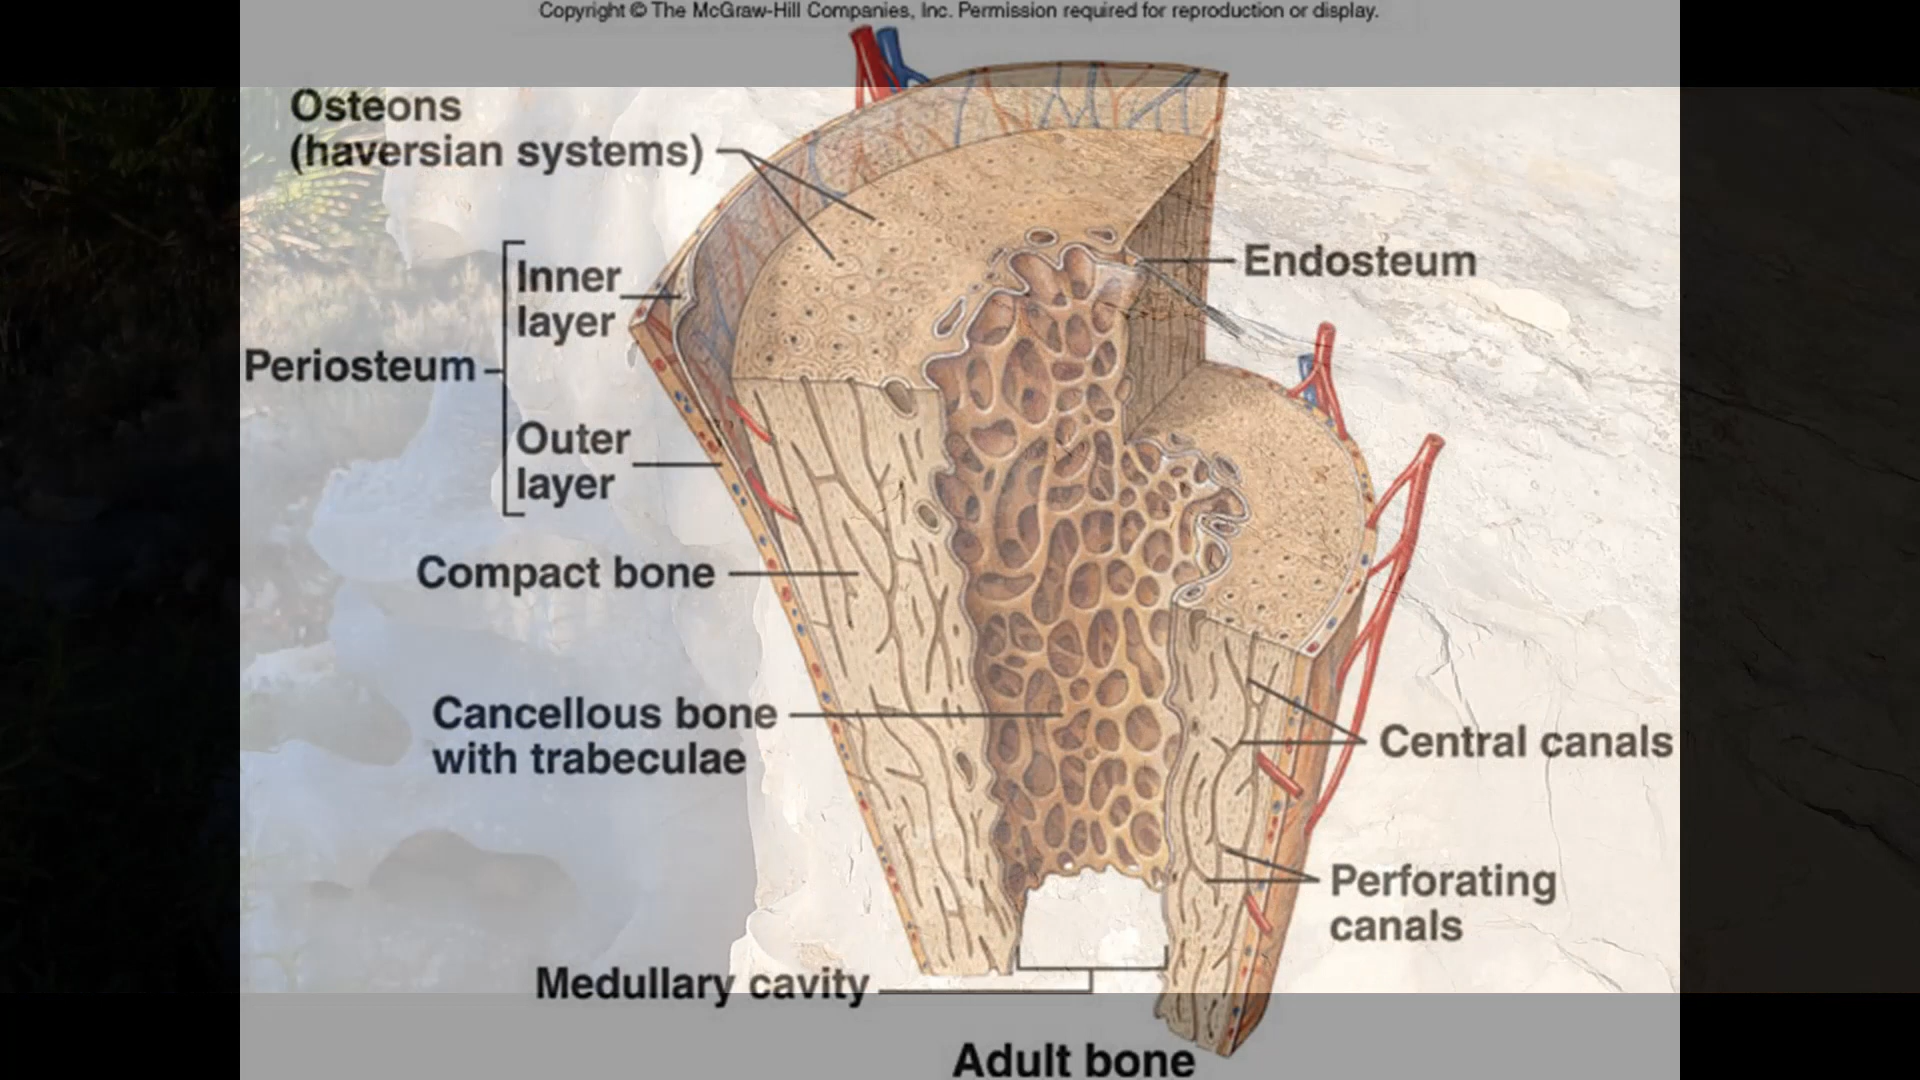 Copyright © The McGraw-Hill Companies, Inc. Permission required for reproduction or display.
Osteons
(haversian systems)
Inner
layer
Periosteum
Outer
layer
Compact bone
Cancellous bone
with trabeculae
Medullary cavity
Endosteum
Central canals
Perforating
canals
Adult bone